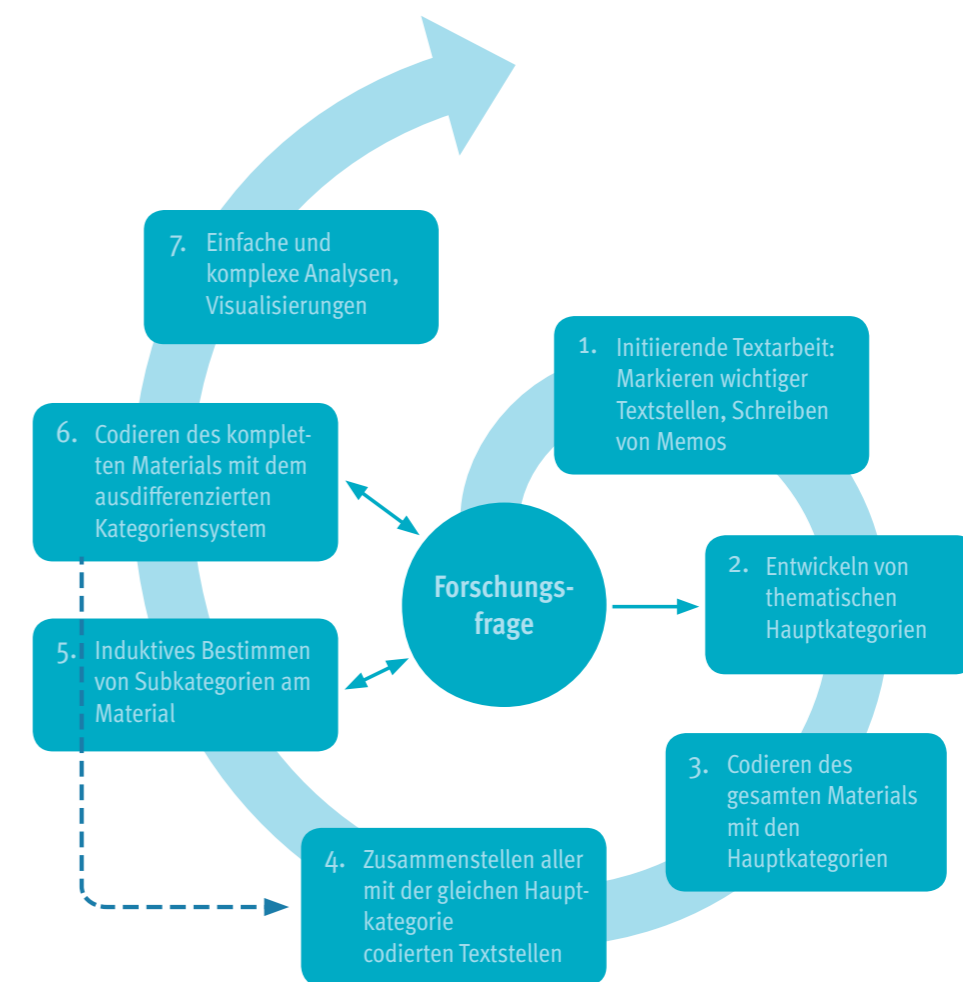 1. Initiierende Textarbeit:
Markieren wichtiger
Textstellen, Schreiben
von Memos
2. Entwickeln von
thematischen
Hauptkategorien
3. Codieren des
gesamten Materials
mit den
Hauptkategorien
4. Zusammenstellen aller
mit der gleichen Haupt-
kategorie
codierten Textstellen
5. Induktives Bestimmen
von Subkategorien am
Material
6. Codieren des komplet-
ten Materials mit dem
ausdifferenzierten
Kategoriensystem
7. Einfache und
komplexe Analysen,
Visualisierungen
Forschungs-
frage